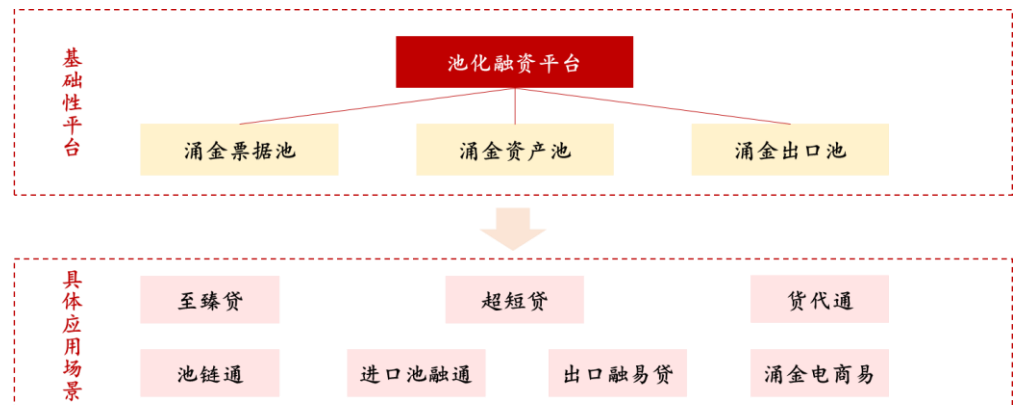 基础性平台
池化融资平台
涌金票据池
涌金资产池
涌金出口池
具体应用场景
至臻贷
超短贷
货代通
池链通
进口池融通
出口融易贷
涌金电商易